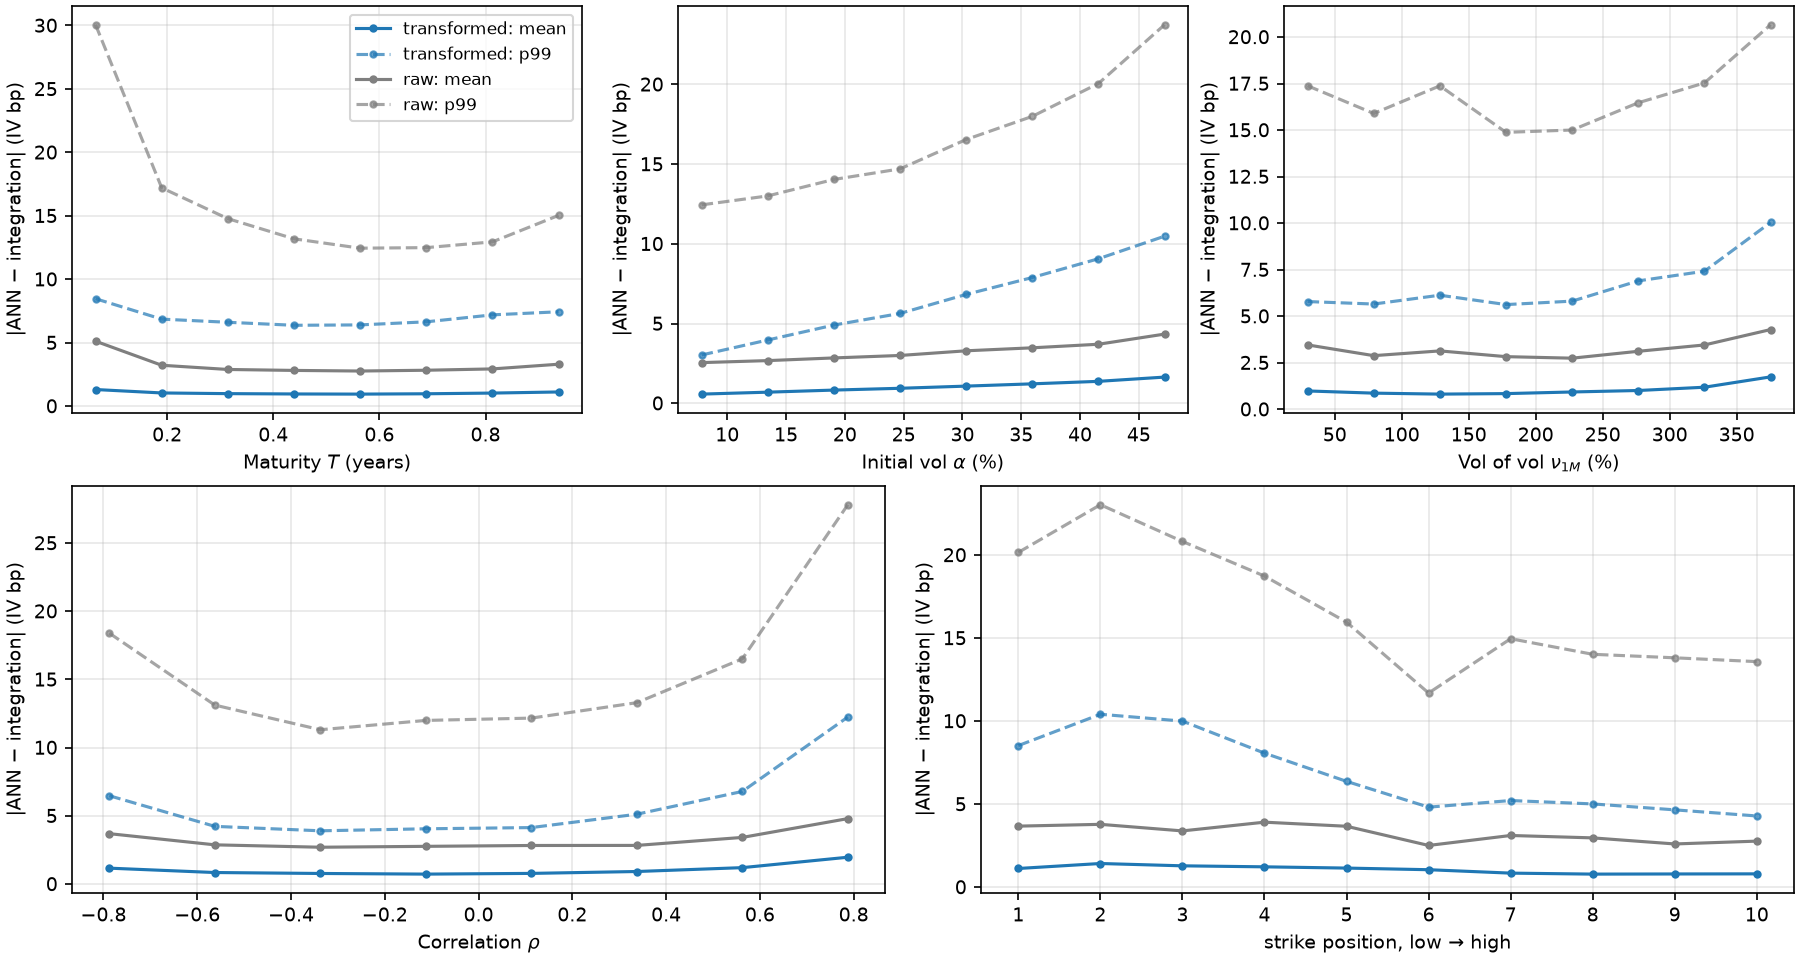 |ANN − integration| (IV bp)
30
25
20
15
10
5
0
0.2 0.4 0.6 0.8
Maturity T (years)
transformed: mean
transformed: p99
raw: mean
raw: p99
|ANN − integration| (IV bp)
20
15
10
5
0
10 15 20 25 30 35 40 45
Initial vol α (%)
|ANN − integration| (IV bp)
20.0
17.5
15.0
12.5
10.0
7.5
5.0
2.5
0.0
50 100 150 200 250 300 350
Vol of vol ν1M (%)
|ANN − integration| (IV bp)
25
20
15
10
5
0
−0.8 −0.6 −0.4 −0.2 0.0 0.2 0.4 0.6 0.8
Correlation ρ
|ANN − integration| (IV bp)
20
15
10
5
0
1 2 3 4 5 6 7 8 9 10
strike position, low → high